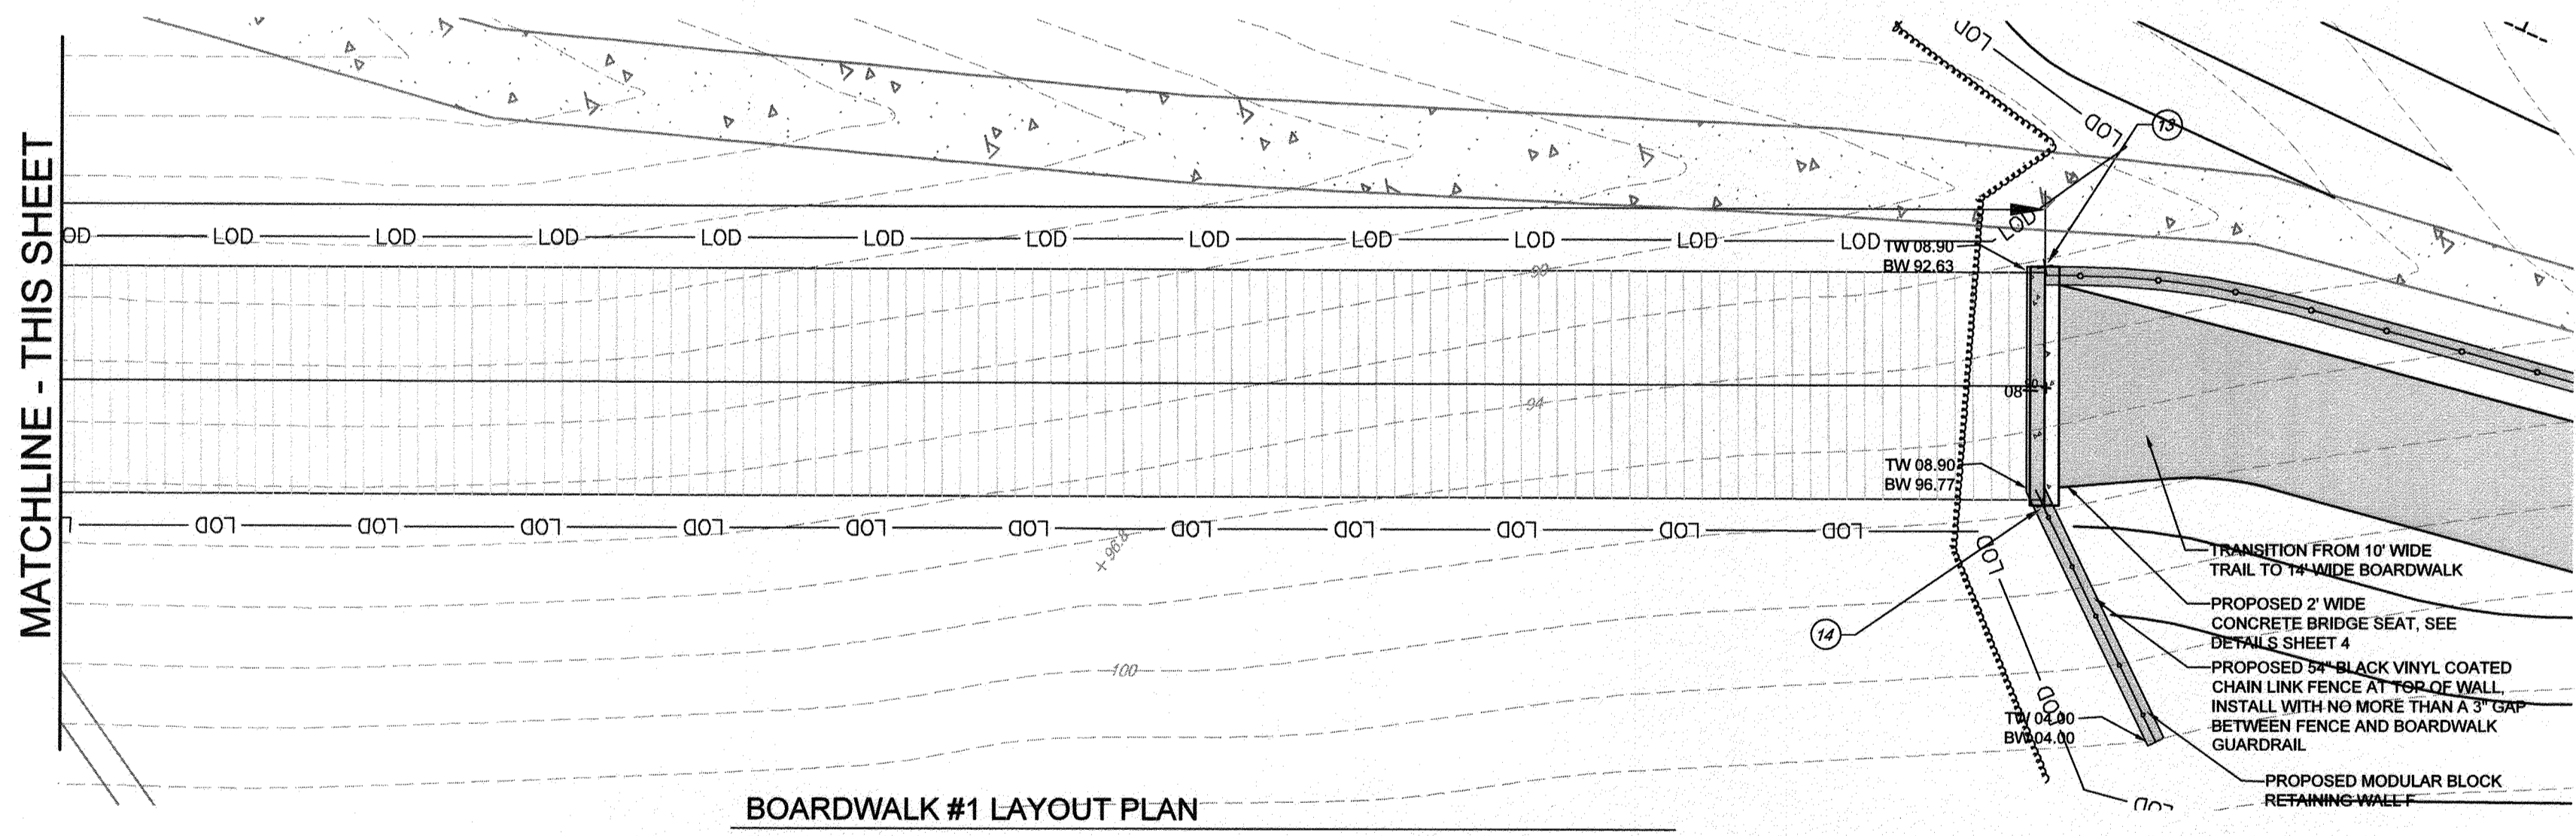 MATCHLINE - THIS SHEET
LOD
LOD
13
OD LOD LOD LOD LOD LOD LOD LOD LOD LOD LOD LOD LOD
TW 08.90
BW 92.63
90
94
08
TW 08.90
BW 96.77
LOD LOD LOD LOD LOD LOD LOD LOD LOD LOD LOD
+96.8
LOD
14
100
LOD
TW 04.00
BW 04.00
LOD
TRANSITION FROM 10' WIDE
TRAIL TO 14' WIDE BOARDWALK
PROPOSED 2' WIDE
CONCRETE BRIDGE SEAT, SEE
DETAILS SHEET 4
PROPOSED 54" BLACK VINYL COATED
CHAIN LINK FENCE AT TOP OF WALL,
INSTALL WITH NO MORE THAN A 3" GAP
BETWEEN FENCE AND BOARDWALK
GUARDRAIL
PROPOSED MODULAR BLOCK
RETAINING WALL F
BOARDWALK #1 LAYOUT PLAN